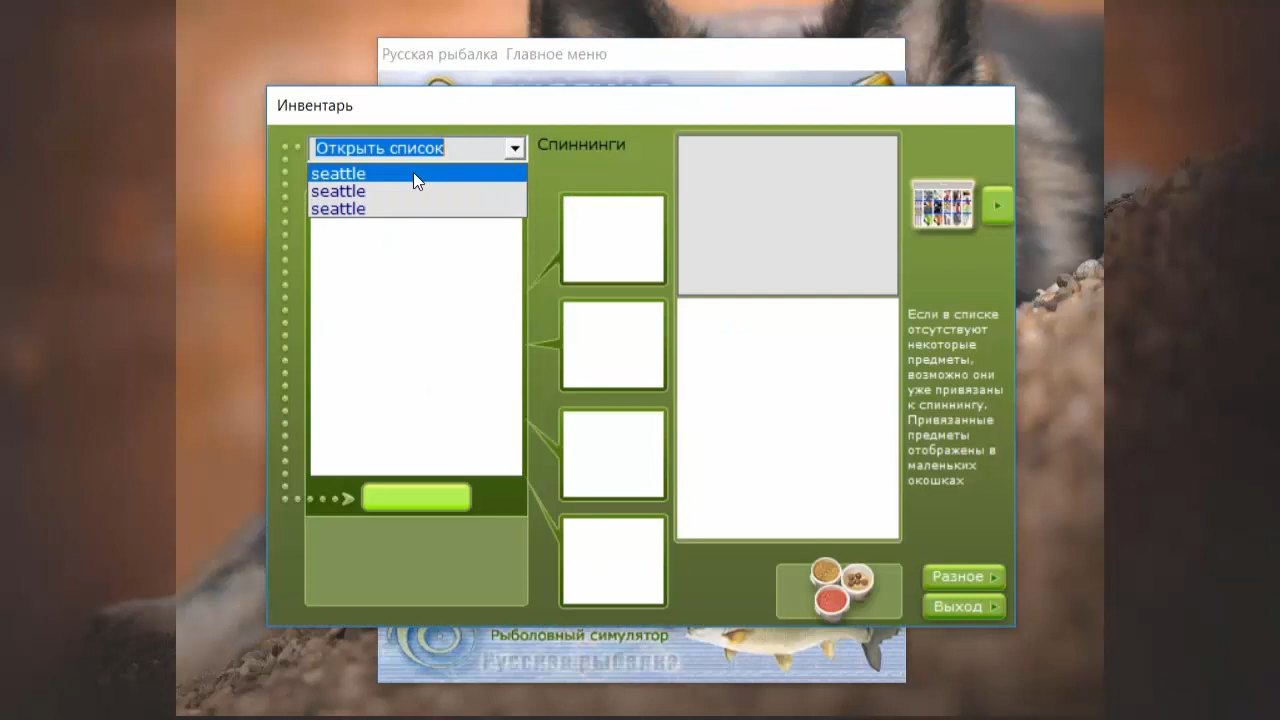 Русская рыбалка Главное меню
Инвентарь
Открыть список
seattle
seattle
seattle
Спиннинги
Если в списке
отсутствуют
некоторые
предметы,
возможно они
уже привязаны
к спиннингу.
Привязанные
предметы
отображены в
маленьких
окошках
Разное
Выход
Рыболовный симулятор
Русская рыбалка